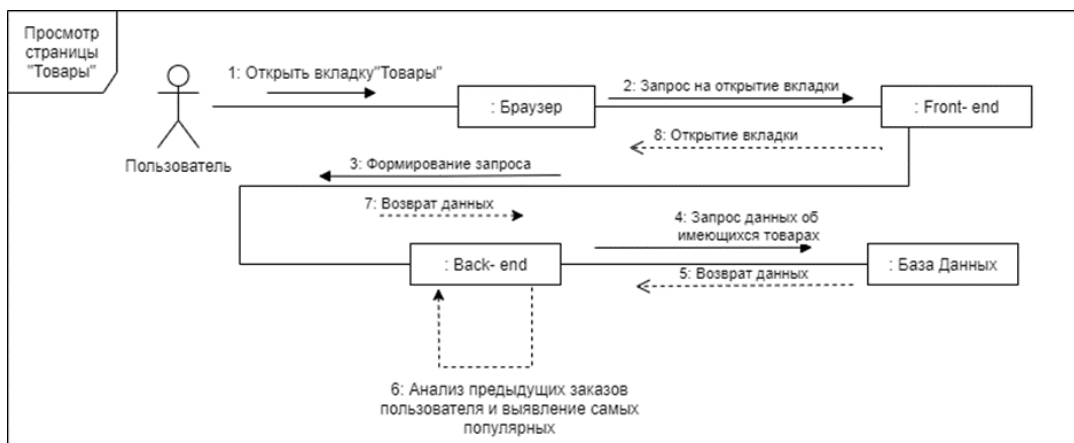 Просмотр
страницы
"Товары"
1: Открыть вкладку"Товары"
2: Запрос на открытие вкладки
: Браузер
: Front- end
8: Открытие вкладки
Пользователь
3: Формирование запроса
7: Возврат данных
4: Запрос данных об
имеющихся товарах
: Back- end
: База Данных
5: Возврат данных
6: Анализ предыдущих заказов
пользователя и выявление самых
популярных